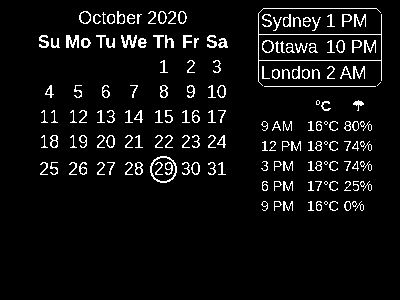 October 2020
Su Mo Tu We Th Fr Sa
1 2 3
4 5 6 7 8 9 10
11 12 13 14 15 16 17
18 19 20 21 22 23 24
25 26 27 28 29 30 31
Sydney 1 PM
Ottawa 10 PM
London 2 AM
°C
9 AM 16°C 80%
12 PM 18°C 74%
3 PM 18°C 74%
6 PM 17°C 25%
9 PM 16°C 0%